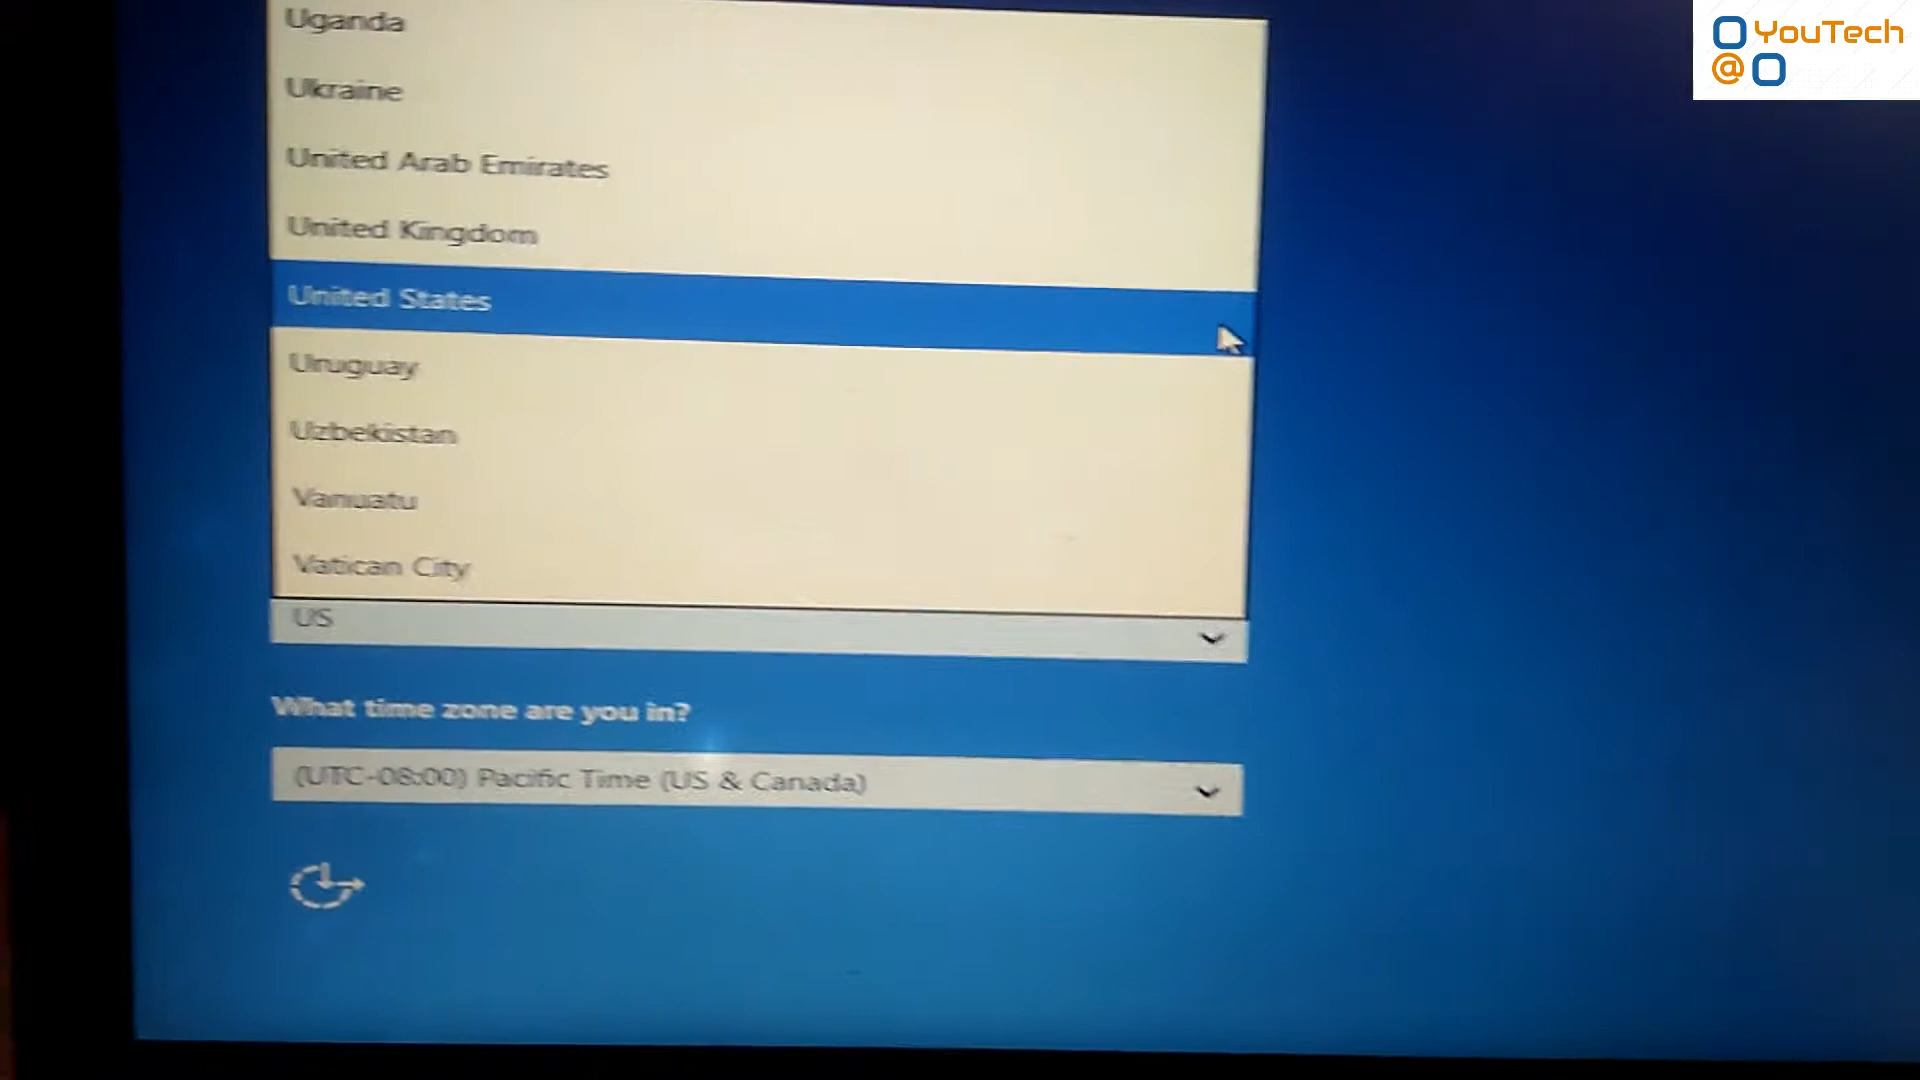 YouTech
@
Uganda
Ukraine
United Arab Emirates
United Kingdom
United States
Uruguay
Uzbekistan
Vanuatu
Vatican City
US
What time zone are you in?
(UTC-08:00) Pacific Time (US & Canada)